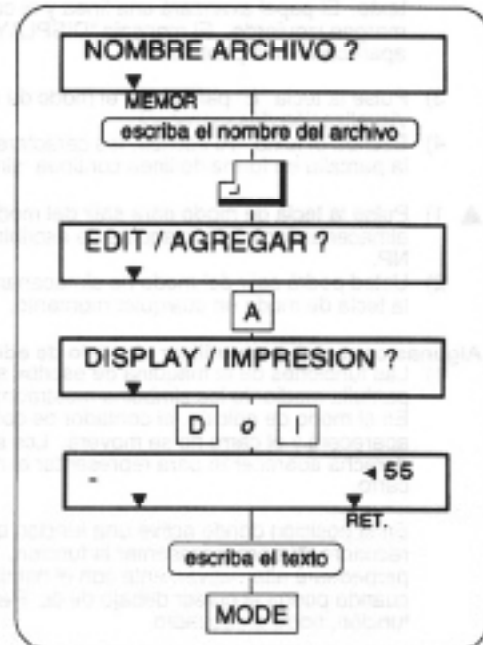 NOMBRE ARCHIVO ?
MEMOR
escriba el nombre del archivo
EDIT / AGREGAR ?
A
DISPLAY / IMPRESION ?
D o
- ◄ 55
RET.
escriba el texto
MODE